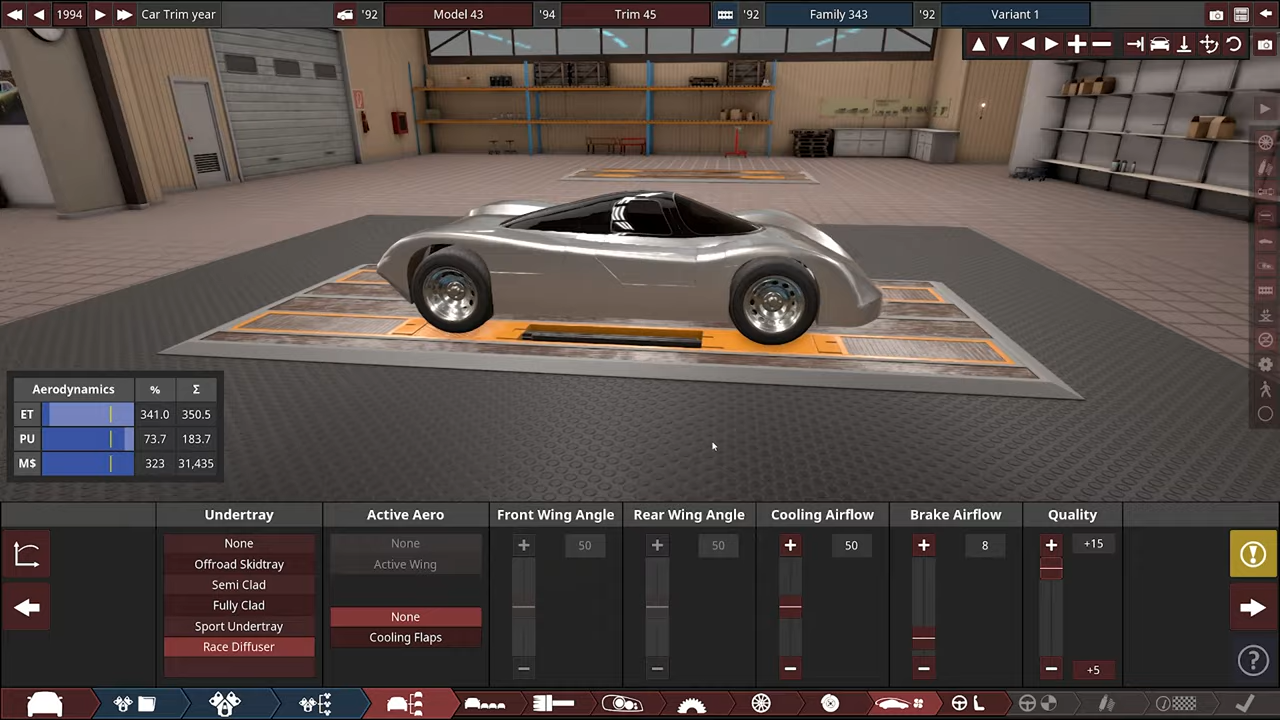 1994 Car Trim year '92 Model 43 '94 Trim 45 '92 Family 343 '92 Variant 1
Aerodynamics % Σ
ET 341.0 350.5
PU 73.7 183.7
M$ 323 31,435
Undertray Active Aero Front Wing Angle Rear Wing Angle Cooling Airflow Brake Airflow Quality
None None + 50 + 50 + 50 + 8 + +15
Offroad Skidtray Active Wing
Semi Clad
Fully Clad None
Sport Undertray Cooling Flaps
Race Diffuser
+5